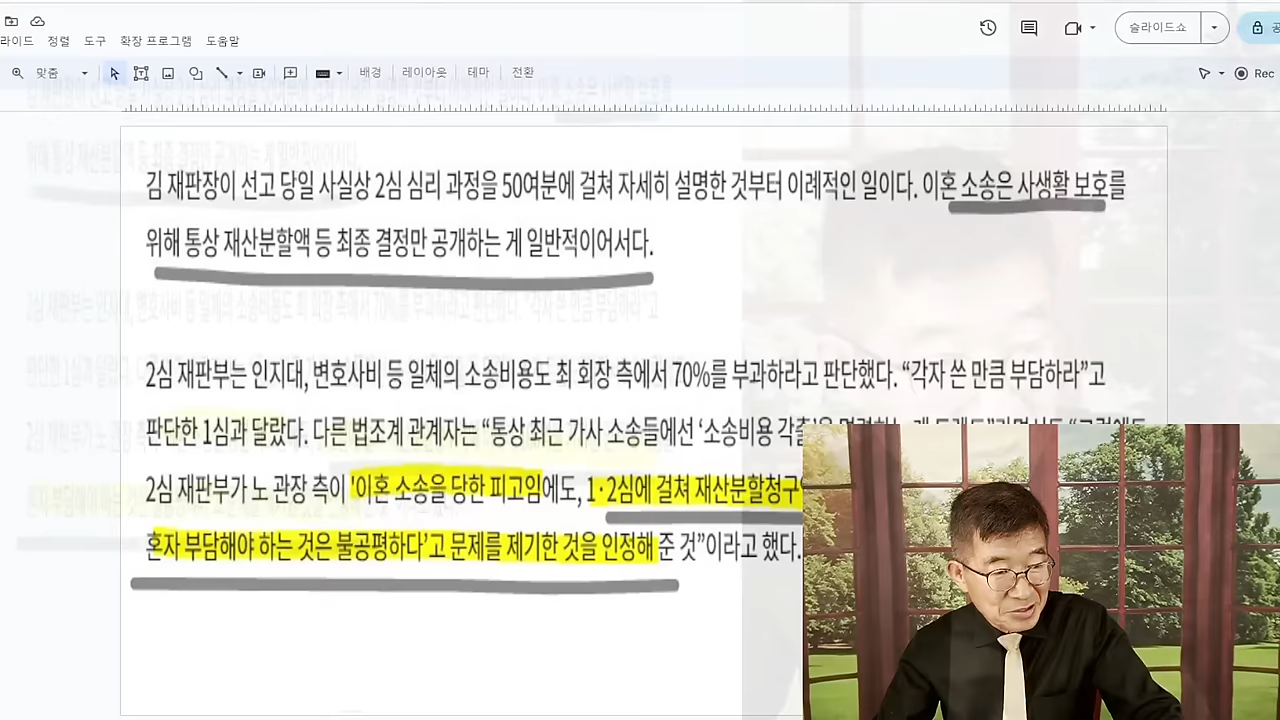 라이드 정렬 도구 확장 프로그램 도움말
슬라이드쇼
맞춤 배경 레이아웃 테마 전환 Rec
김 재판장이 선고 당일 사실상 2심 심리 과정을 50여분에 걸쳐 자세히 설명한 것부터 이례적인 일이다. 이혼 소송은 사생활 보호를
위해 통상 재산분할액 등 최종 결정만 공개하는 게 일반적이어서다.
2심 재판부는 인지대, 변호사비 등 일체의 소송비용도 최 회장 측에서 70%를 부과하라고 판단했다. “각자 쓴 만큼 부담하라”고
판단한 1심과 달랐다. 다른 법조계 관계자는 “통상 최근 가사 소송들에선 ‘소송비용 각출’을
2심 재판부가 노 관장 측이 '이혼 소송을 당한 피고임에도, 1·2심에 걸쳐 재산분할청구
혼자 부담해야 하는 것은 불공평하다’고 문제를 제기한 것을 인정해 준 것”이라고 했다.